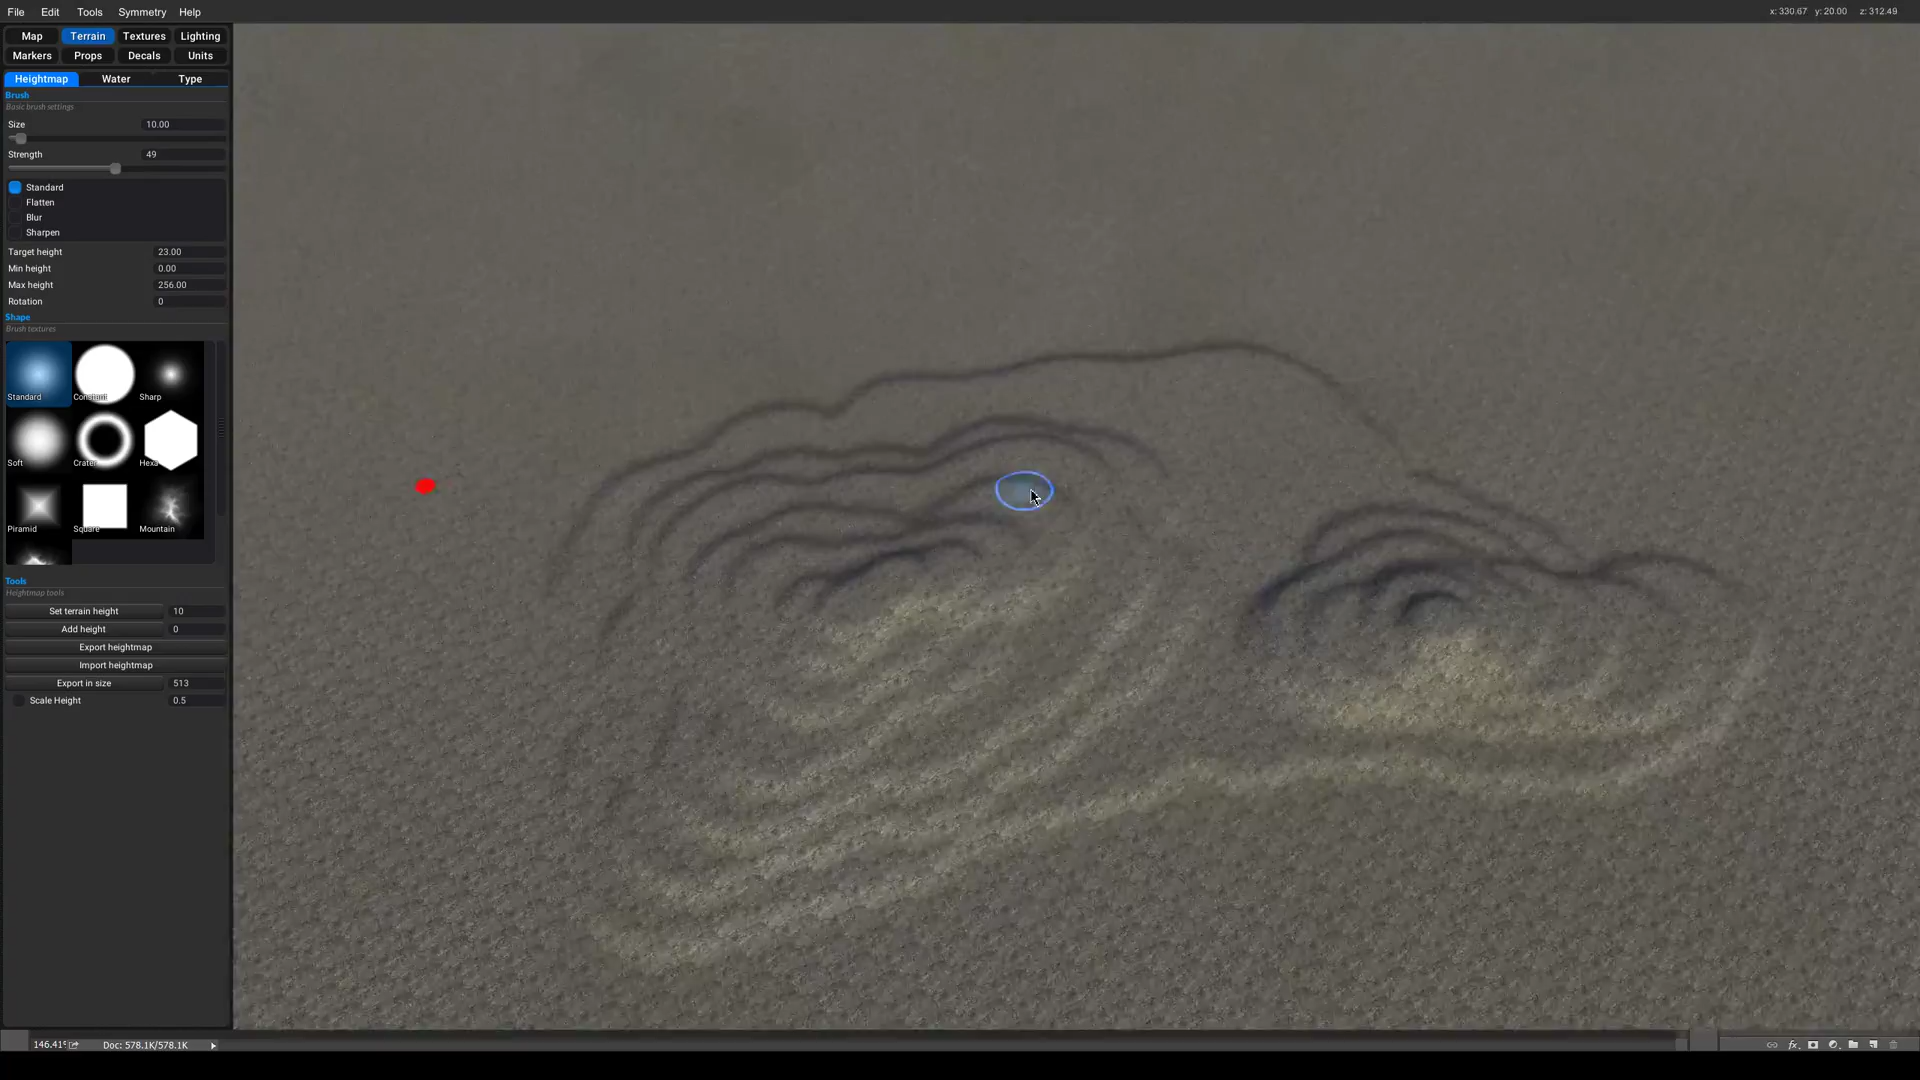 File Edit Tools Symmetry Help
x: 330.67 y: 20.00 z: 312.49
Map Terrain Textures Lighting
Markers Props Decals Units
Heightmap Water Type
Brush
Basic brush settings
Size 10.00
Strength 49
Standard
Flatten
Blur
Sharpen
Target height 23.00
Min height 0.00
Max height 256.00
Rotation 0
Shape
Brush textures
Standard Constant Sharp
Soft Crater Hexa
Piramid Square Mountain
Tools
Heightmap tools
Set terrain height 10
Add height 0
Export heightmap
Import heightmap
Export in size 513
Scale Height 0.5
Doc: 578.1K/578.1K
fx